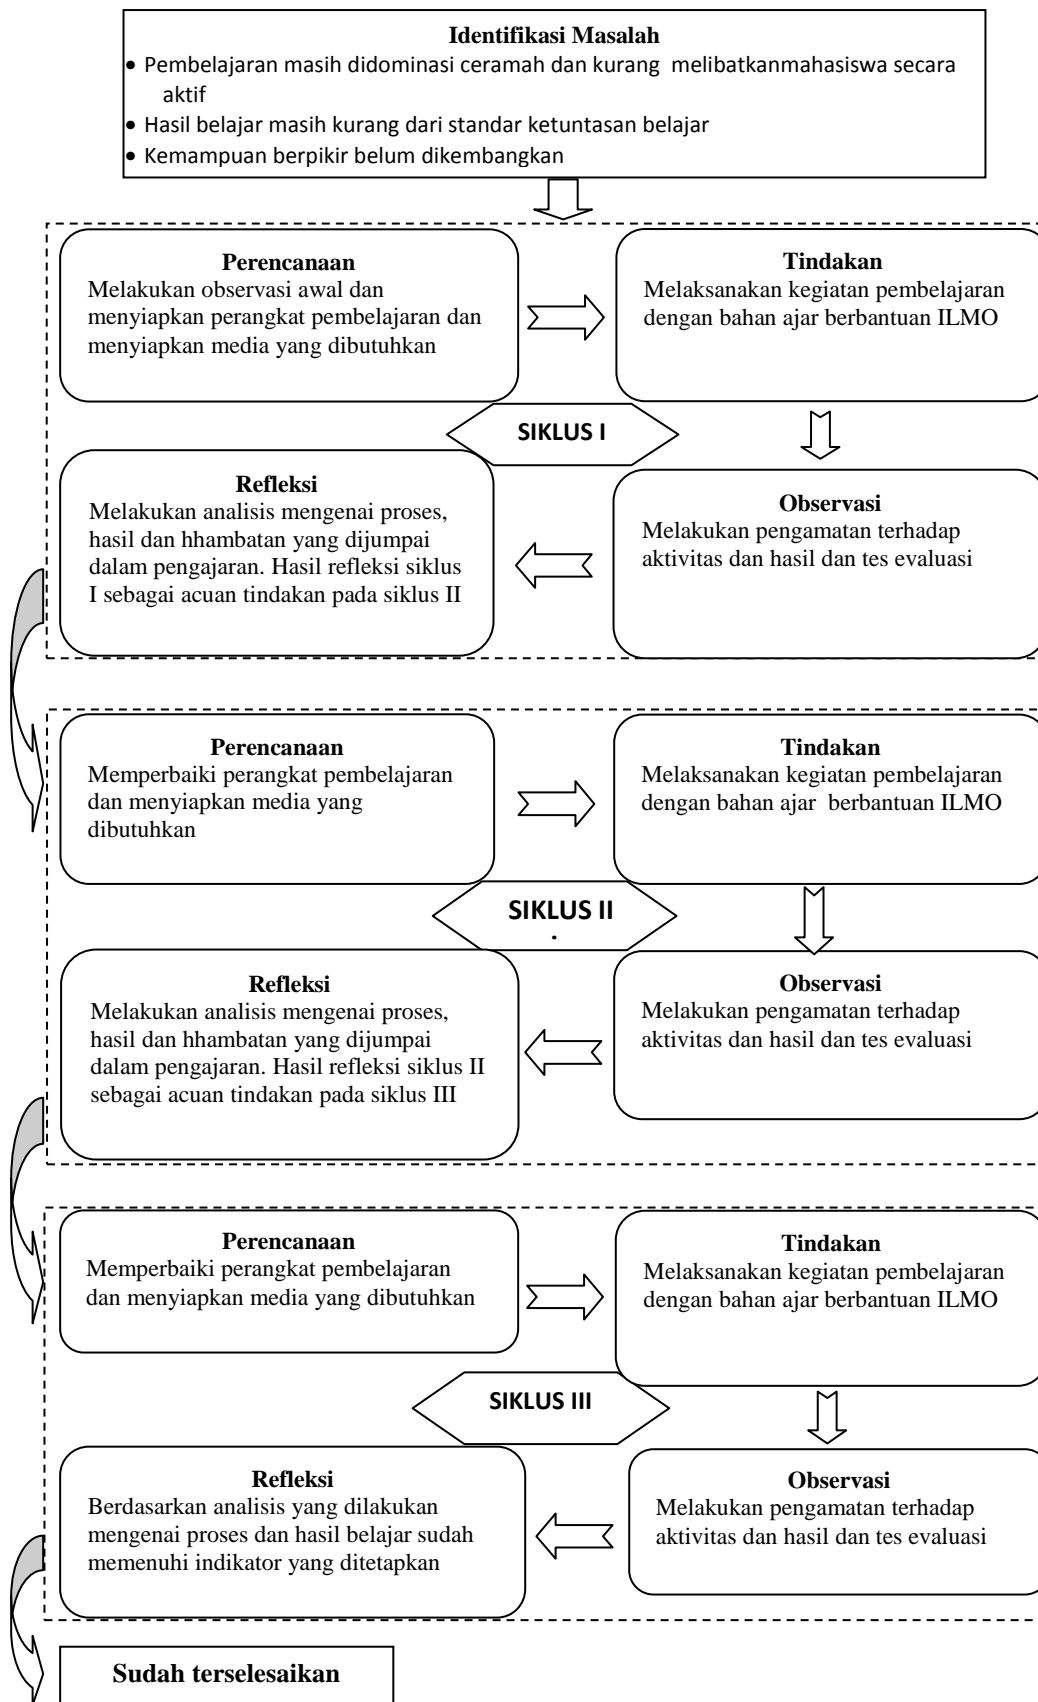 Identifikasi Masalah
• Pembelajaran masih didominasi ceramah dan kurang melibatkanmahasiswa secara
aktif
• Hasil belajar masih kurang dari standar ketuntasan belajar
• Kemampuan berpikir belum dikembangkan
Perencanaan
Melakukan observasi awal dan
menyiapkan perangkat pembelajaran dan
menyiapkan media yang dibutuhkan
Tindakan
Melaksanakan kegiatan pembelajaran
dengan bahan ajar berbantuan ILMO
SIKLUS I
Refleksi
Melakukan analisis mengenai proses,
hasil dan hhambatan yang dijumpai
dalam pengajaran. Hasil refleksi siklus
I sebagai acuan tindakan pada siklus II
Observasi
Melakukan pengamatan terhadap
aktivitas dan hasil dan tes evaluasi
Perencanaan
Memperbaiki perangkat pembelajaran
dan menyiapkan media yang
dibutuhkan
Tindakan
Melaksanakan kegiatan pembelajaran
dengan bahan ajar berbantuan ILMO
SIKLUS II
.
Refleksi
Melakukan analisis mengenai proses,
hasil dan hhambatan yang dijumpai
dalam pengajaran. Hasil refleksi siklus II
sebagai acuan tindakan pada siklus III
Observasi
Melakukan pengamatan terhadap
aktivitas dan hasil dan tes evaluasi
Perencanaan
Memperbaiki perangkat pembelajaran
dan menyiapkan media yang dibutuhkan
Tindakan
Melaksanakan kegiatan pembelajaran
dengan bahan ajar berbantuan ILMO
SIKLUS III
Refleksi
Berdasarkan analisis yang dilakukan
mengenai proses dan hasil belajar sudah
memenuhi indikator yang ditetapkan
Observasi
Melakukan pengamatan terhadap
aktivitas dan hasil dan tes evaluasi
Sudah terselesaikan